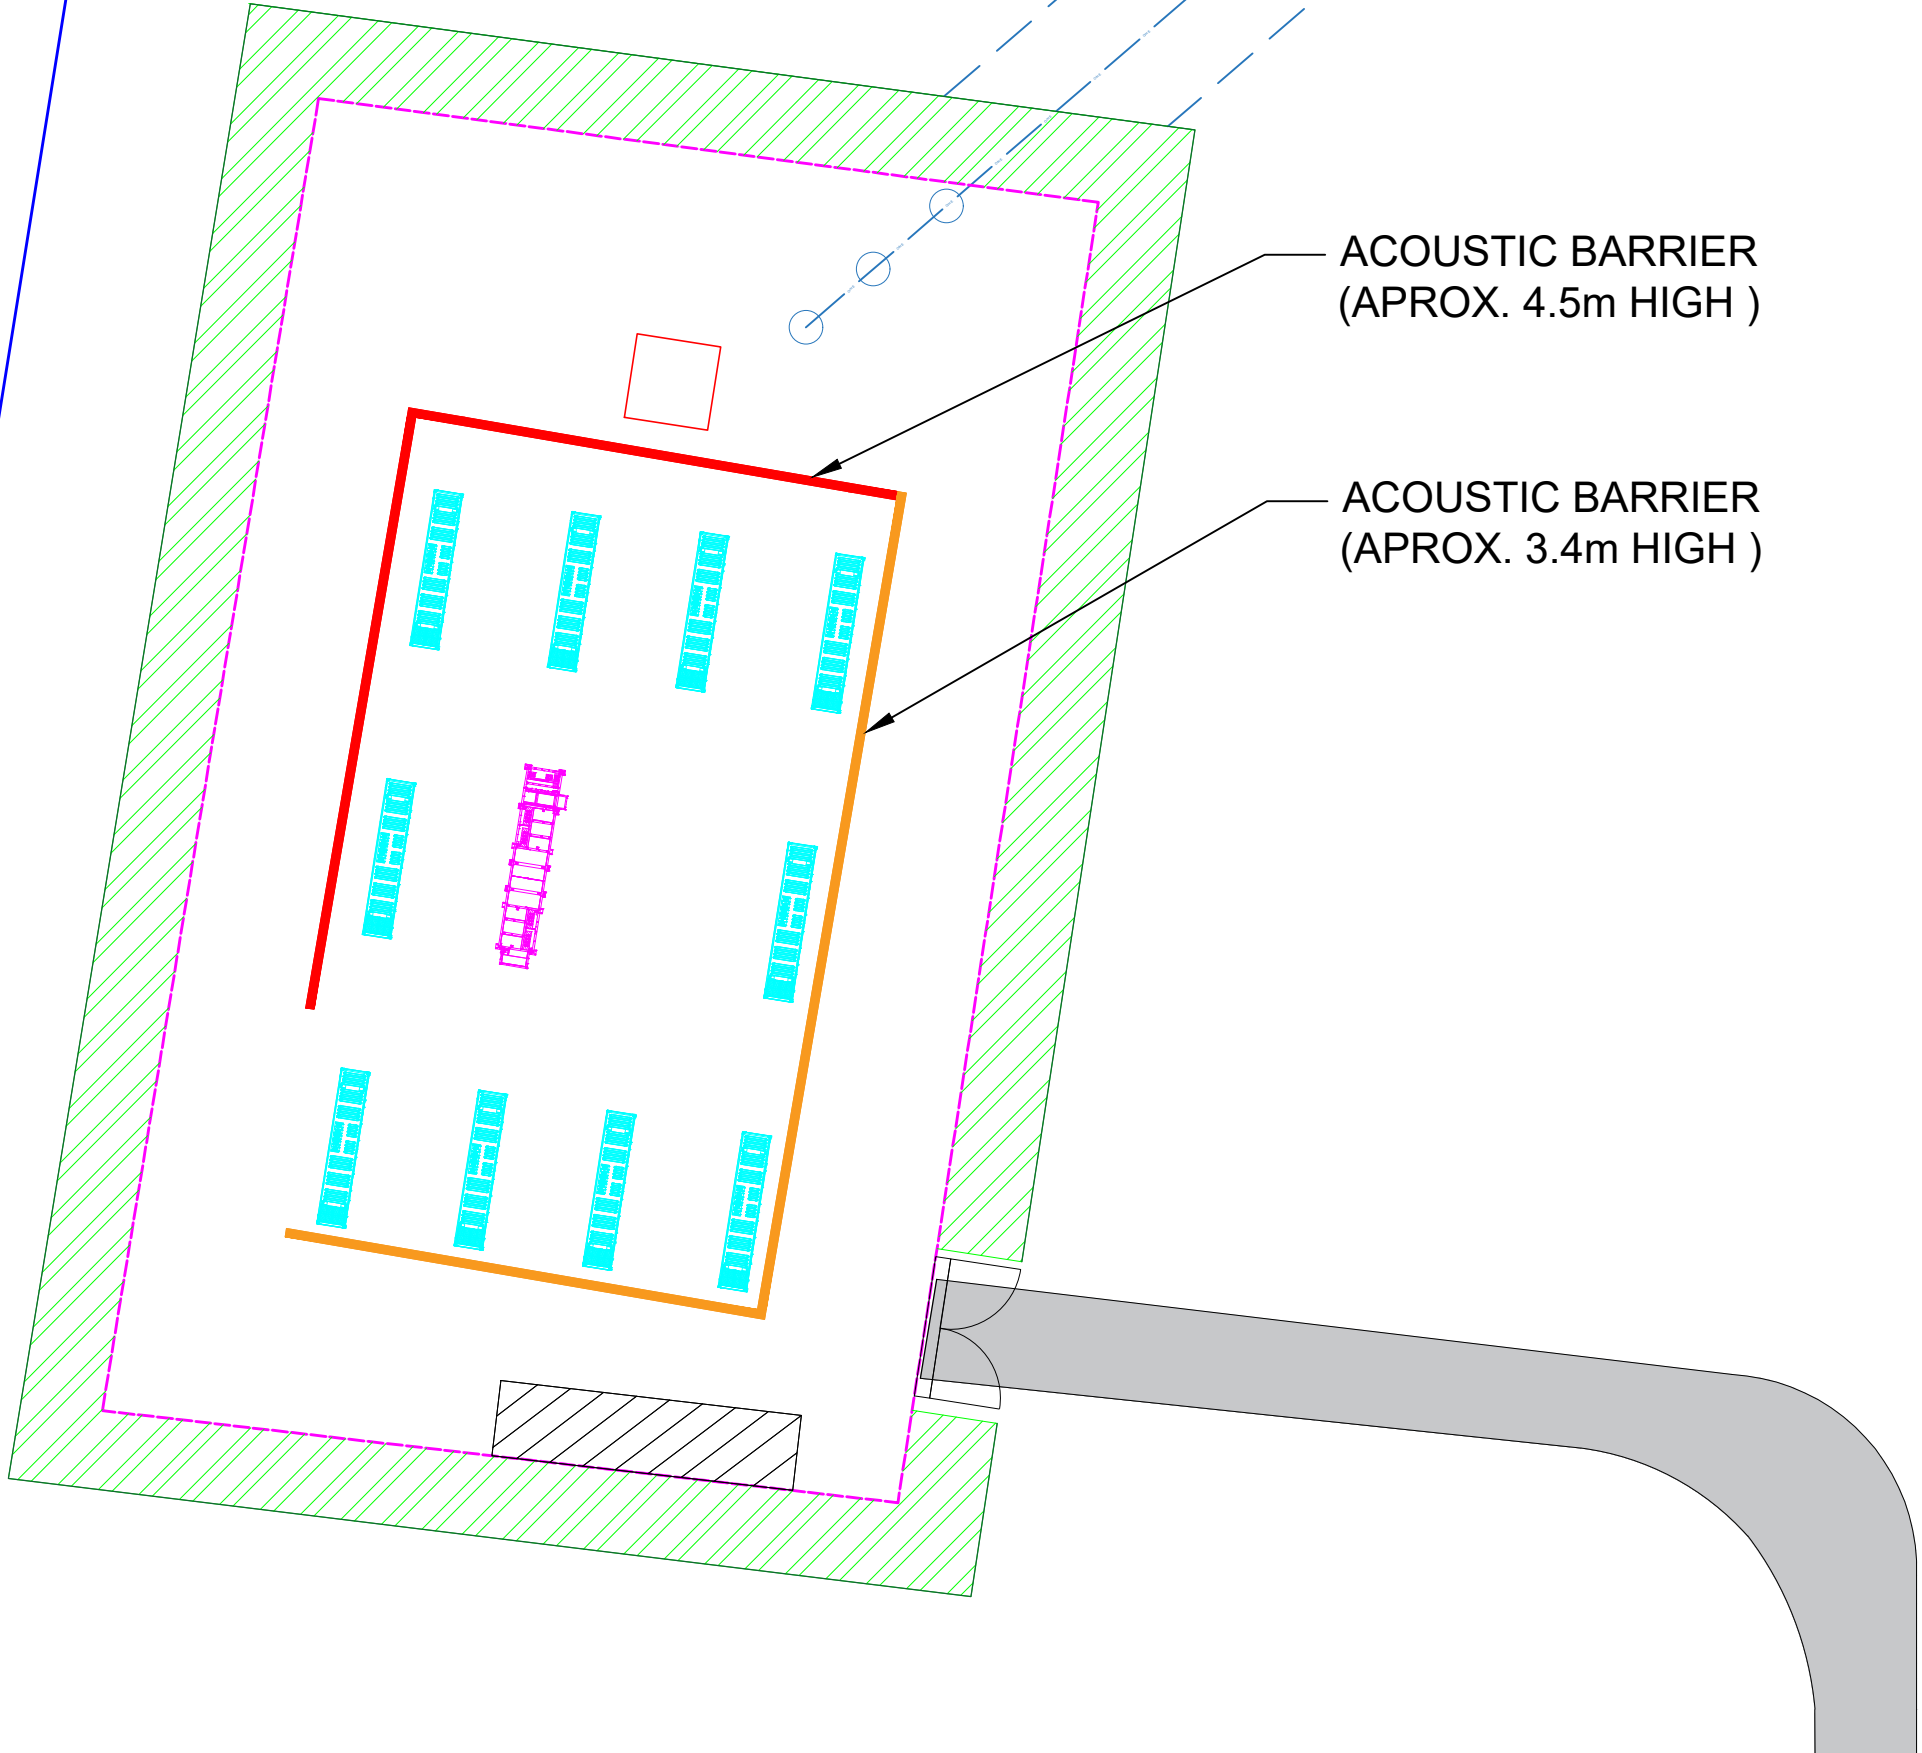 ACOUSTIC BARRIER
(APROX. 4.5m HIGH )
ACOUSTIC BARRIER
(APROX. 3.4m HIGH )